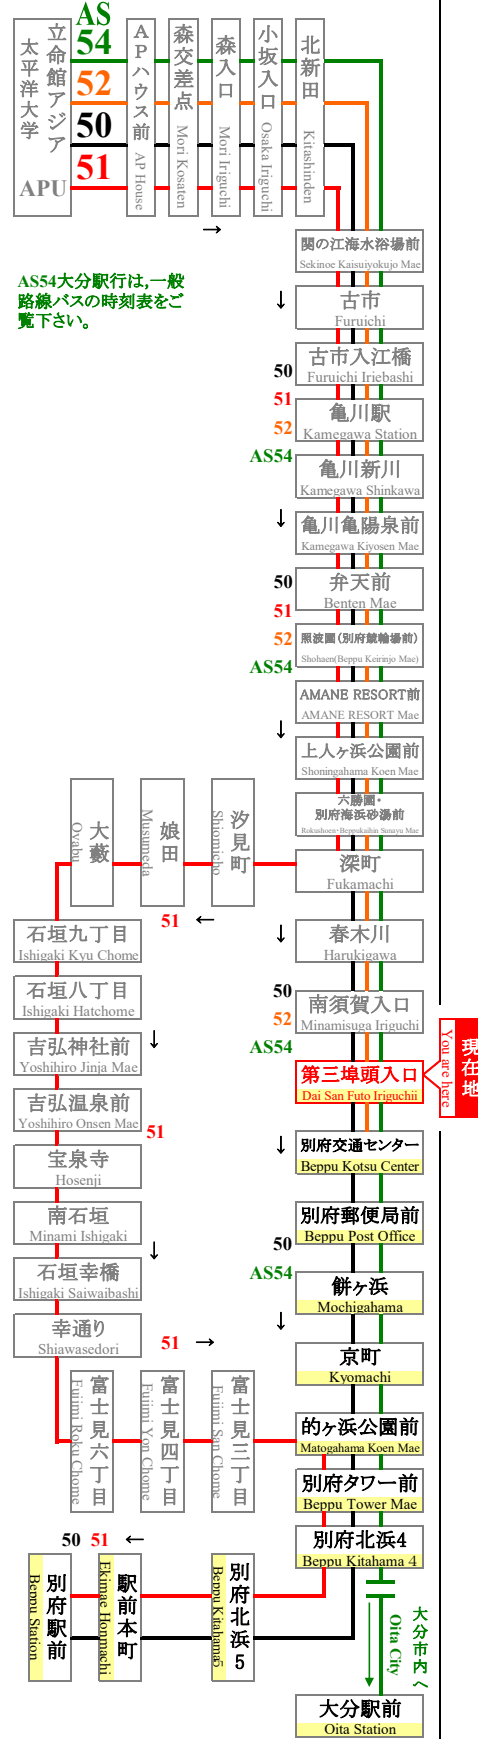 AS
54
52
50
51
立命館アジア
太平洋大学
APU
APハウス前
AP House
森交差点
Mori Kosaten
森入口
Mori Iriguchi
小坂入口
Osaka Iriguchi
北新田
Kitashinden
→
関の江海水浴場前
Sekinoe Kaisuiyokujo Mae
AS54大分駅行は,一般
路線バスの時刻表をご
覧下さい。
↓
古市
Furuichi
古市入江橋
Furuichi Iriebashi
50
51
52
AS54
亀川駅
Kamegawa Station
亀川新川
Kamegawa Shinkawa
↓
亀川亀陽泉前
Kamegawa Kiyosen Mae
弁天前
Benten Mae
50
51
52
AS54
照波園(別府競輪場前)
Shohaen(Beppu Keirinjo Mae)
AMANE RESORT前
AMANE RESORT Mae
↓
上人ヶ浜公園前
Shoningahama Koen Mae
六勝園・
別府海浜砂湯前
Rokushoen・Beppukaihin Sunayu Mae
深町
Fukamachi
汐見町
Shiomicho
娘田
Musumeda
大藪
Oyabu
51 ←
↓
春木川
Harukigawa
50
52
AS54
南須賀入口
Minamisuga Iriguchi
第三埠頭入口
Dai San Futo Iriguchii
現在地
You are here
石垣九丁目
Ishigaki Kyu Chome
石垣八丁目
Ishigaki Hatchome
↓
吉弘神社前
Yoshihiro Jinja Mae
吉弘温泉前
Yoshihiro Onsen Mae
51
宝泉寺
Hosenji
南石垣
Minami Ishigaki
↓
石垣幸橋
Ishigaki Saiwaibashi
幸通り
Shiawasedori
51 →
富士見六丁目
Fujimi Roku Chome
富士見四丁目
Fujimi Yon Chome
富士見三丁目
Fujimi San Chome
↓
別府交通センター
Beppu Kotsu Center
別府郵便局前
Beppu Post Office
50
AS54
餅ヶ浜
Mochigahama
↓
京町
Kyomachi
的ヶ浜公園前
Matogahama Koen Mae
別府タワー前
Beppu Tower Mae
別府北浜4
Beppu Kitahama 4
50 51 ←
別府北浜5
Beppu Kitahama5
駅前本町
Ekimae Honmachi
別府駅前
Beppu Station
大分市内へ
Oita City
大分駅前
Oita Station